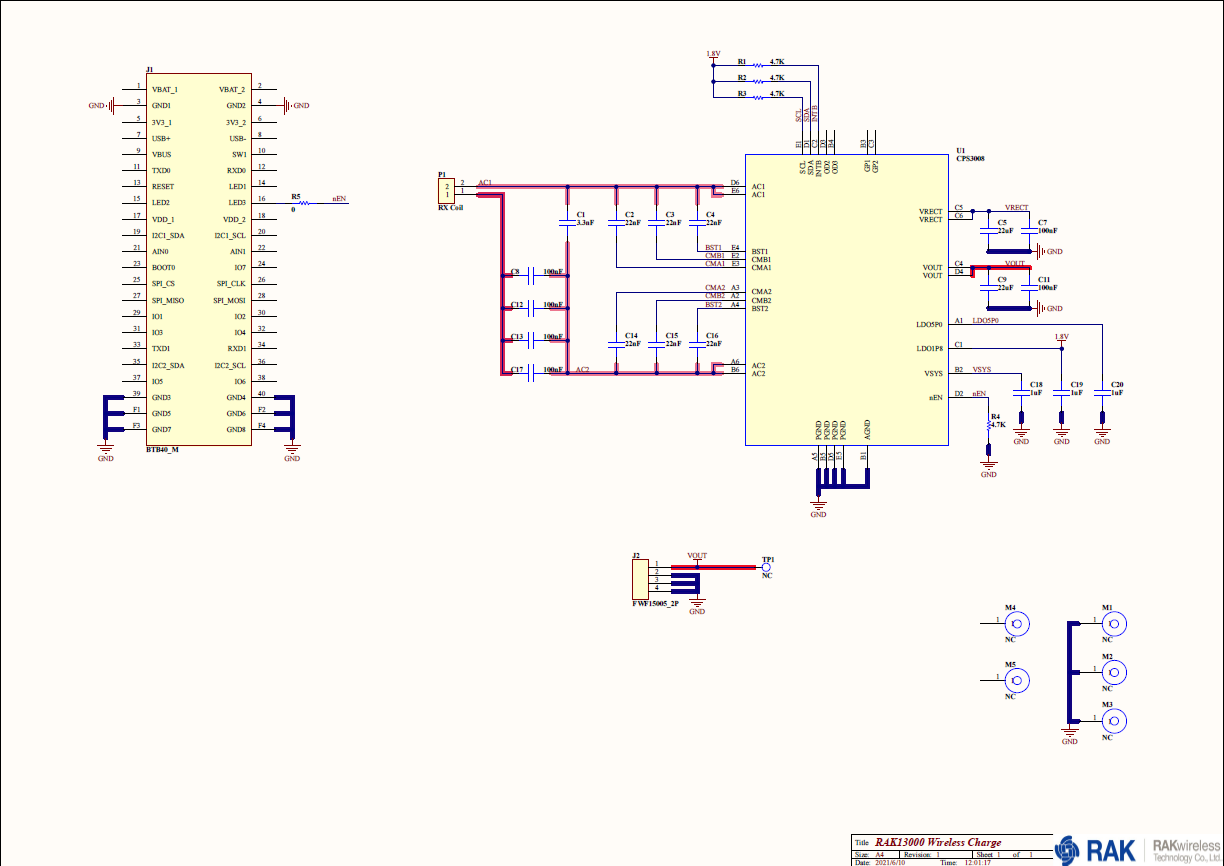 J1
1 VBAT_1 VBAT_2 2
GND 3 GND1 GND2 4 GND
5 3V3_1 3V3_2 6
7 USB+ USB- 8
9 VBUS SW1 10
11 TXD0 RXD0 12
13 RESET LED1 14
15 LED2 LED3 16 R5 0 nEN
17 VDD_1 VDD_2 18
19 I2C1_SDA I2C1_SCL 20
21 AIN0 AIN1 22
23 BOOT0 IO7 24
25 SPI_CS SPI_CLK 26
27 SPI_MISO SPI_MOSI 28
29 IO1 IO2 30
31 IO3 IO4 32
33 TXD1 RXD1 34
35 I2C2_SDA I2C2_SCL 36
37 IO5 IO6 38
39 GND3 GND4 40
F1 GND5 GND6 F2
F3 GND7 GND8 F4
BTB40_M
GND GND
1.8V
R1 4.7K
R2 4.7K
R3 4.7K
SCL SDA INTB
E1 D1 C2 D3 B4 B3 C3
SCL SDA INTB OD2 OD3 GP1 GP2
U1
CPS3008
P1
2 2 AC1
1 1
RX Coil
D6 AC1
E6 AC1
C1 3.3nF
C2 22nF
C3 22nF
C4 22nF
BST1 E4 BST1
CMB1 E2 CMB1
CMA1 E3 CMA1
C8 100nF
C12 100nF
C13 100nF
C17 100nF
AC2
CMA2 A3 CMA2
CMB2 A2 CMB2
BST2 A4 BST2
C14 22nF
C15 22nF
C16 22nF
A6 AC2
B6 AC2
VRECT C5 VRECT
VRECT C6
C5 22uF
C7 100nF
GND
VOUT C4 VOUT
VOUT D4
C9 22uF
C11 100nF
GND
LDO5P0 A1 LDO5P0
LDO1P8 C1 1.8V
VSYS B2 VSYS
nEN D2 nEN
C18 1uF
C19 1uF
C20 1uF
R4 4.7K
GND GND GND
GND
PGND PGND PGND PGND AGND
A5 B5 D5 E5 B1
GND
J2
1 VOUT TP1
2 NC
3
4
FWF15005_2P GND
M4 1 NC
M5 1 NC
M1 1 NC
M2 1 NC
M3 1 NC
GND
Title RAK13000 Wireless Charge
Size: A4 Revision: 1 Sheet 1 of 1
Date: 2021/6/10 Time: 12:01:17
RAK RAKwireless
Technology Co., Ltd.